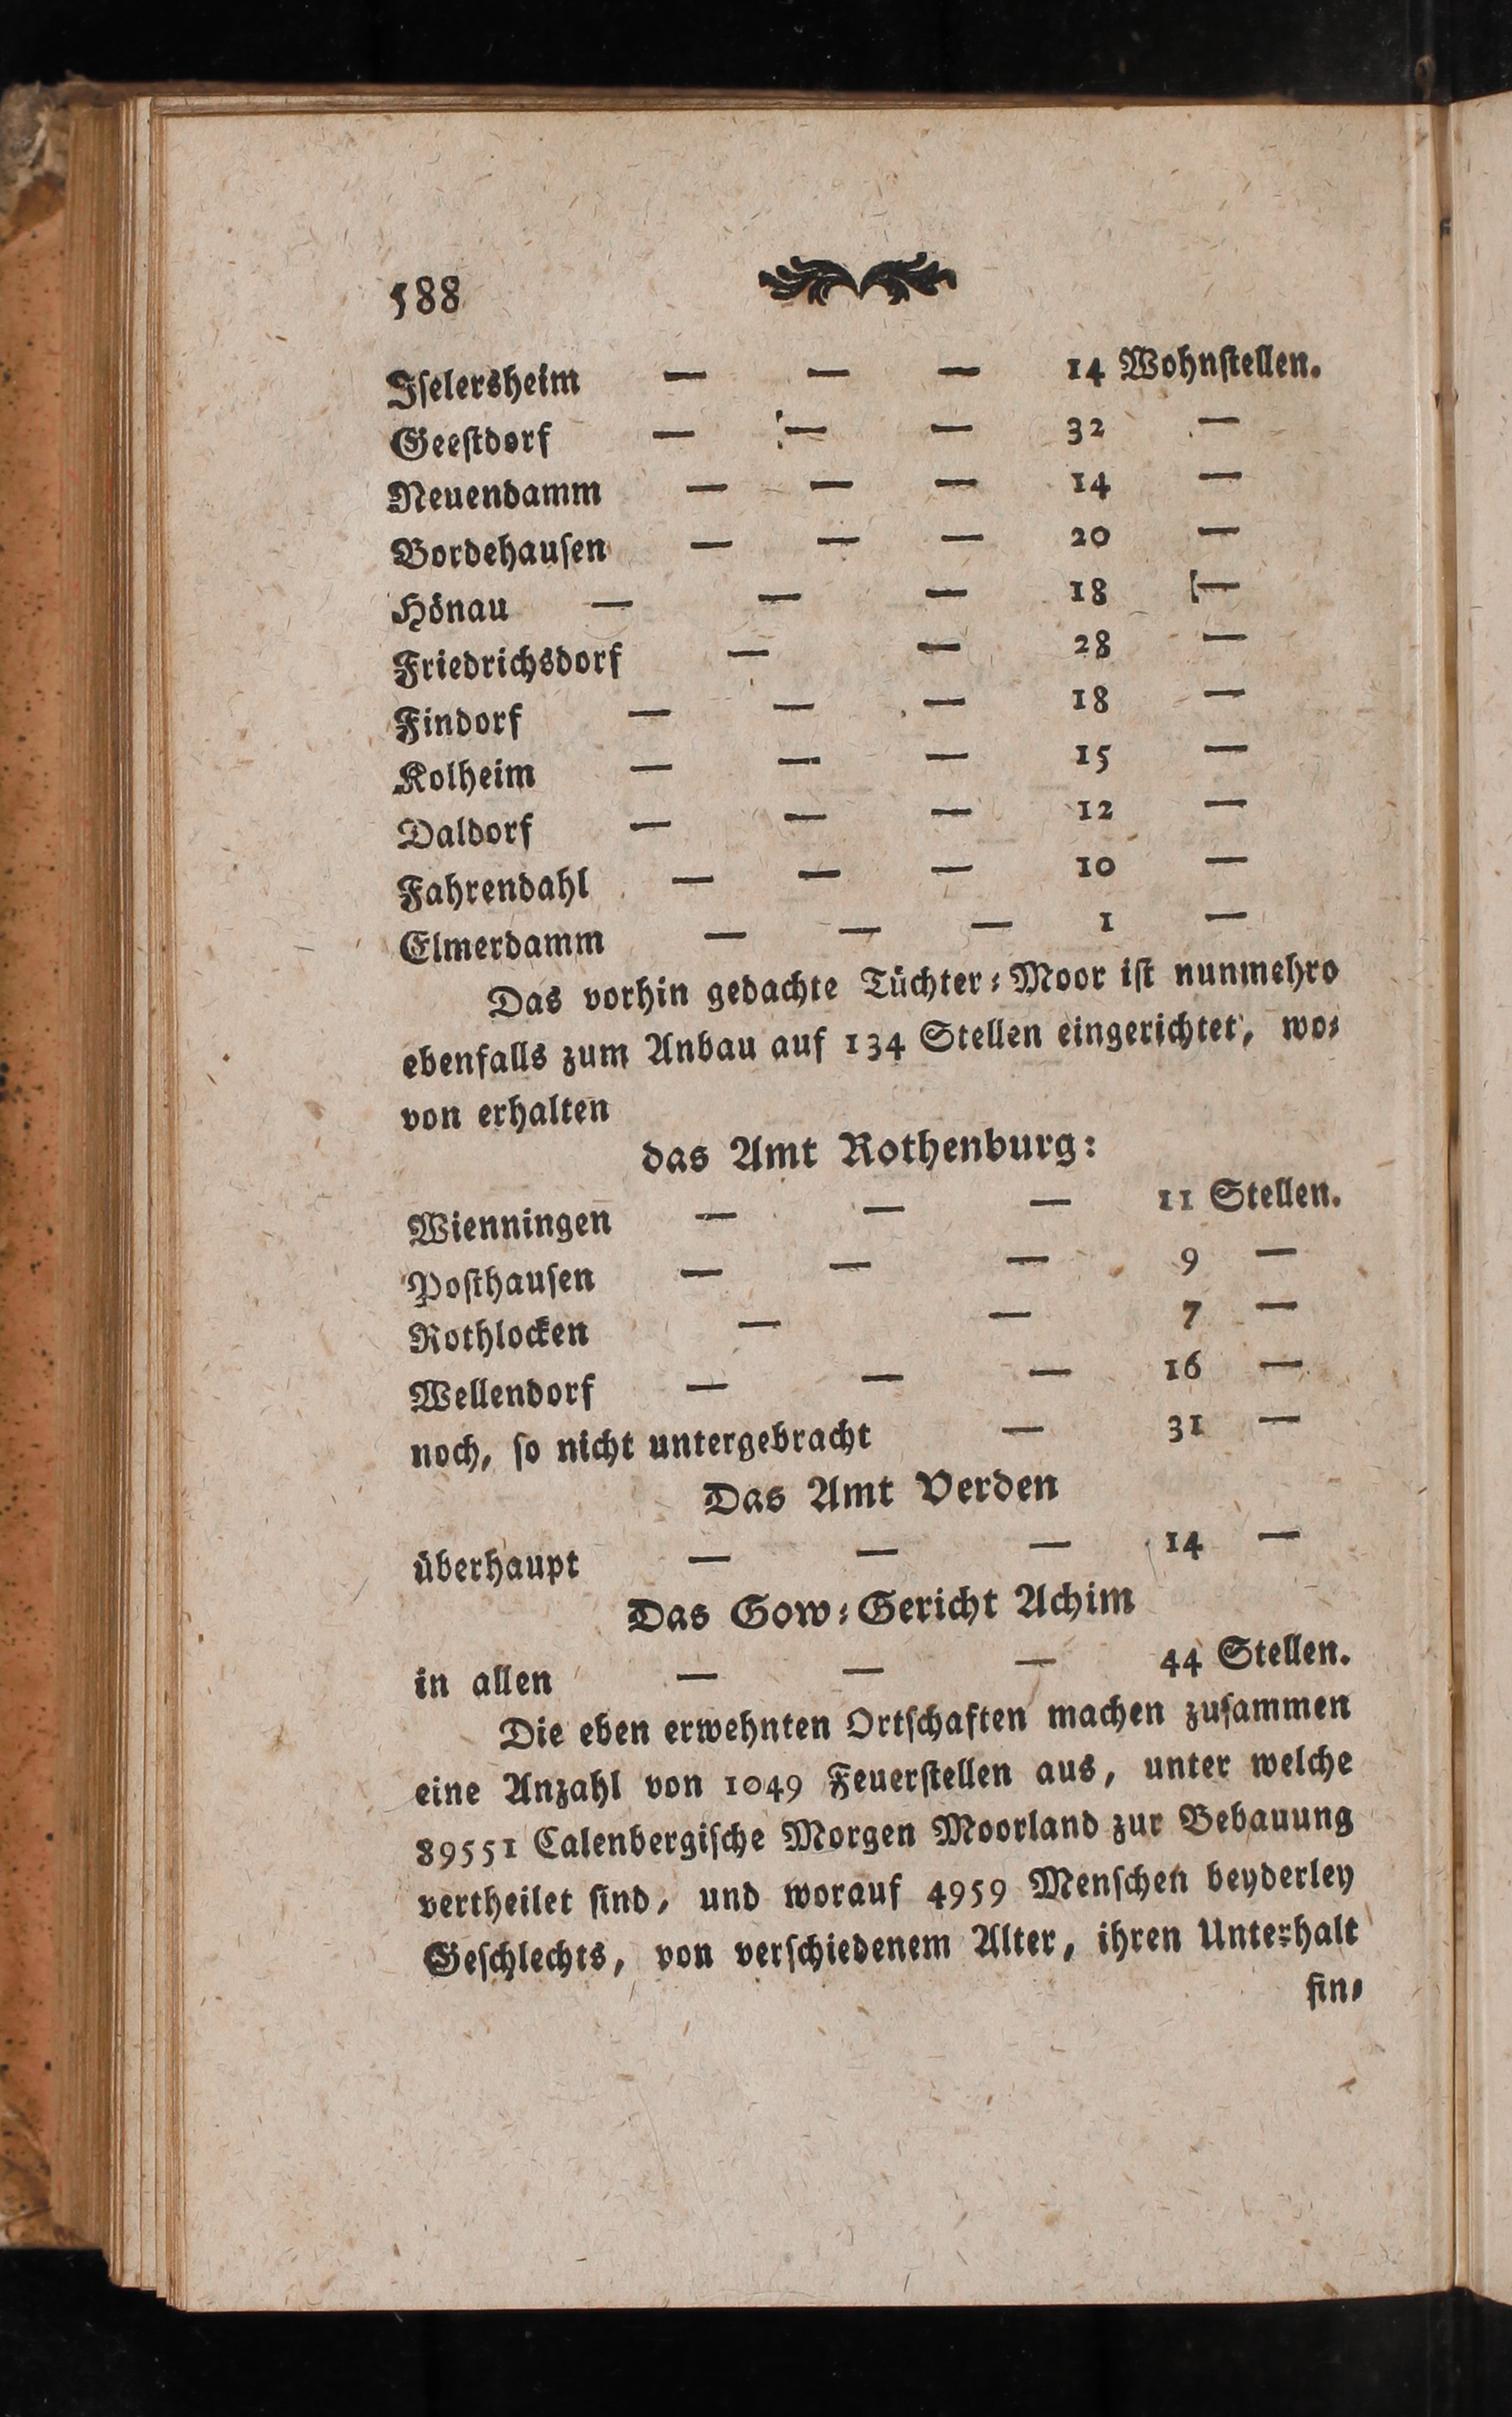 588
Iſelersheim — — — 14 Wohnſtellen.
Geeſtdorf — — — 32 —
Neuendamm — — — 14 —
Bordehauſen — — — 20 —
Hönau — — — 18 —
Friedrichsdorf — — 28 —
Findorf — — — 18 —
Kolheim — — — 15 —
Daldorf — — — 12 —
Fahrendahl — — — 10 —
Elmerdamm — — — 1 —
Das vorhin gedachte Tüchter⸗Moor iſt nunmehro
ebenfalls zum Anbau auf 134 Stellen eingerichtet, wo⸗
von erhalten
das Amt Rothenburg:
Wienningen — — — 11 Stellen.
Poſthauſen — — — 9 —
Rothlocken — — 7 —
Wellendorf — — — 16 —
noch, ſo nicht untergebracht — 31 —
Das Amt Verden
überhaupt — — — 14 —
Das Gow⸗Gericht Achim
in allen — — — 44 Stellen.
Die eben erwehnten Ortſchaften machen zuſammen
eine Anzahl von 1049 Feuerſtellen aus, unter welche
89551 Calenbergiſche Morgen Moorland zur Bebauung
vertheilet ſind, und worauf 4959 Menſchen beyderley
Geſchlechts, von verſchiedenem Alter, ihren Unterhalt
fin⸗